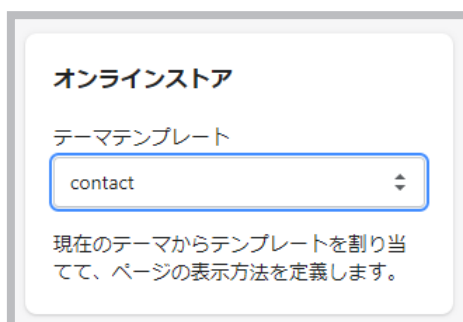 オンラインストア
テーマテンプレート
contact
現在のテーマからテンプレートを割り当
てて、ページの表示方法を定義します。